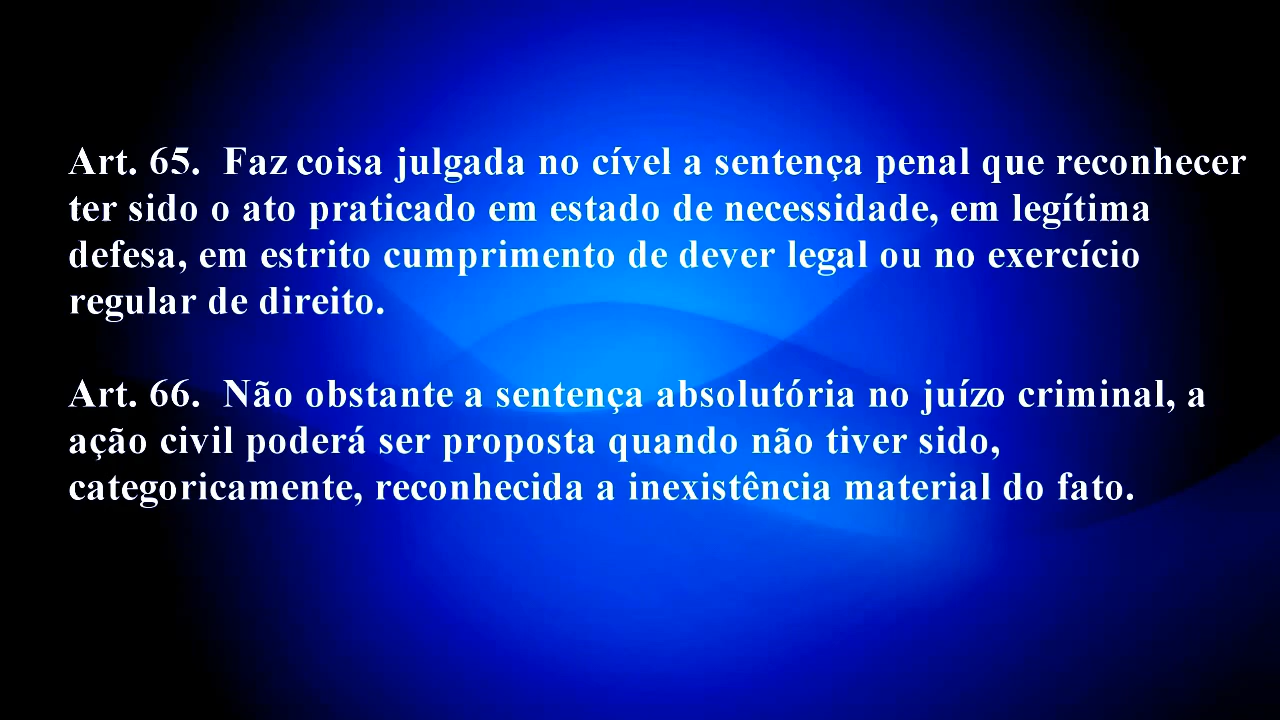 Art. 65.  Faz coisa julgada no cível a sentença penal que reconhecer
ter sido o ato praticado em estado de necessidade, em legítima
defesa, em estrito cumprimento de dever legal ou no exercício
regular de direito.
Art. 66.  Não obstante a sentença absolutória no juízo criminal, a
ação civil poderá ser proposta quando não tiver sido,
categoricamente, reconhecida a inexistência material do fato.